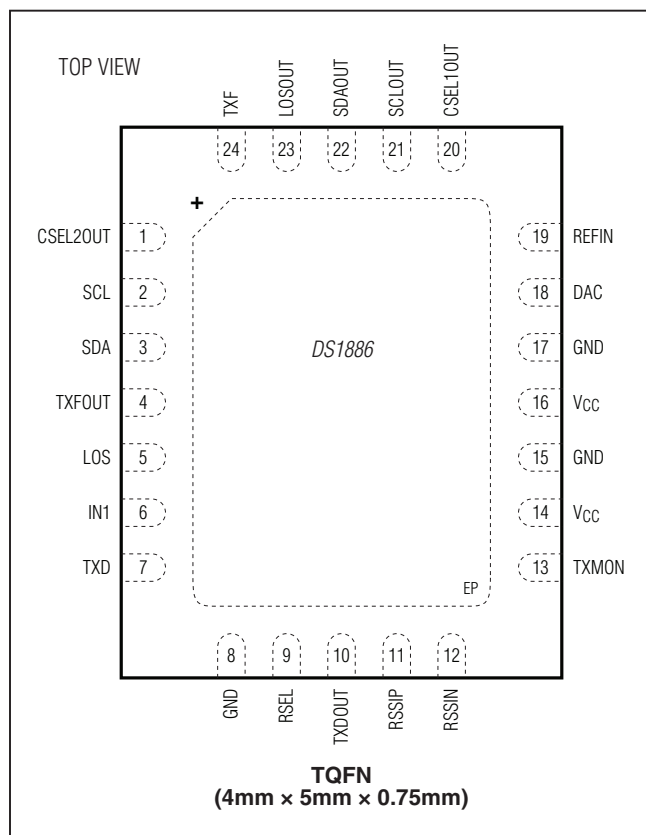 TOP VIEW
TXF
LOSOUT
SDAOUT
SCLOUT
CSEL1OUT
24 23 22 21 20
+
CSEL2OUT 1
SCL 2
SDA 3
TXFOUT 4
LOS 5
IN1 6
TXD 7
DS1886
19 REFIN
18 DAC
17 GND
16 VCC
15 GND
14 VCC
13 TXMON
EP
8 9 10 11 12
GND
RSEL
TXDOUT
RSSIP
RSSIN
TQFN
(4mm × 5mm × 0.75mm)